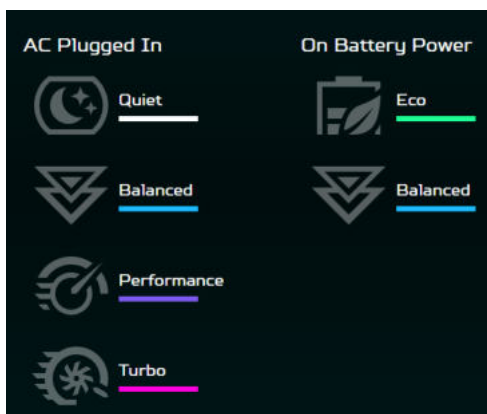 AC Plugged In
On Battery Power
Quiet
Eco
Balanced
Balanced
Performance
Turbo